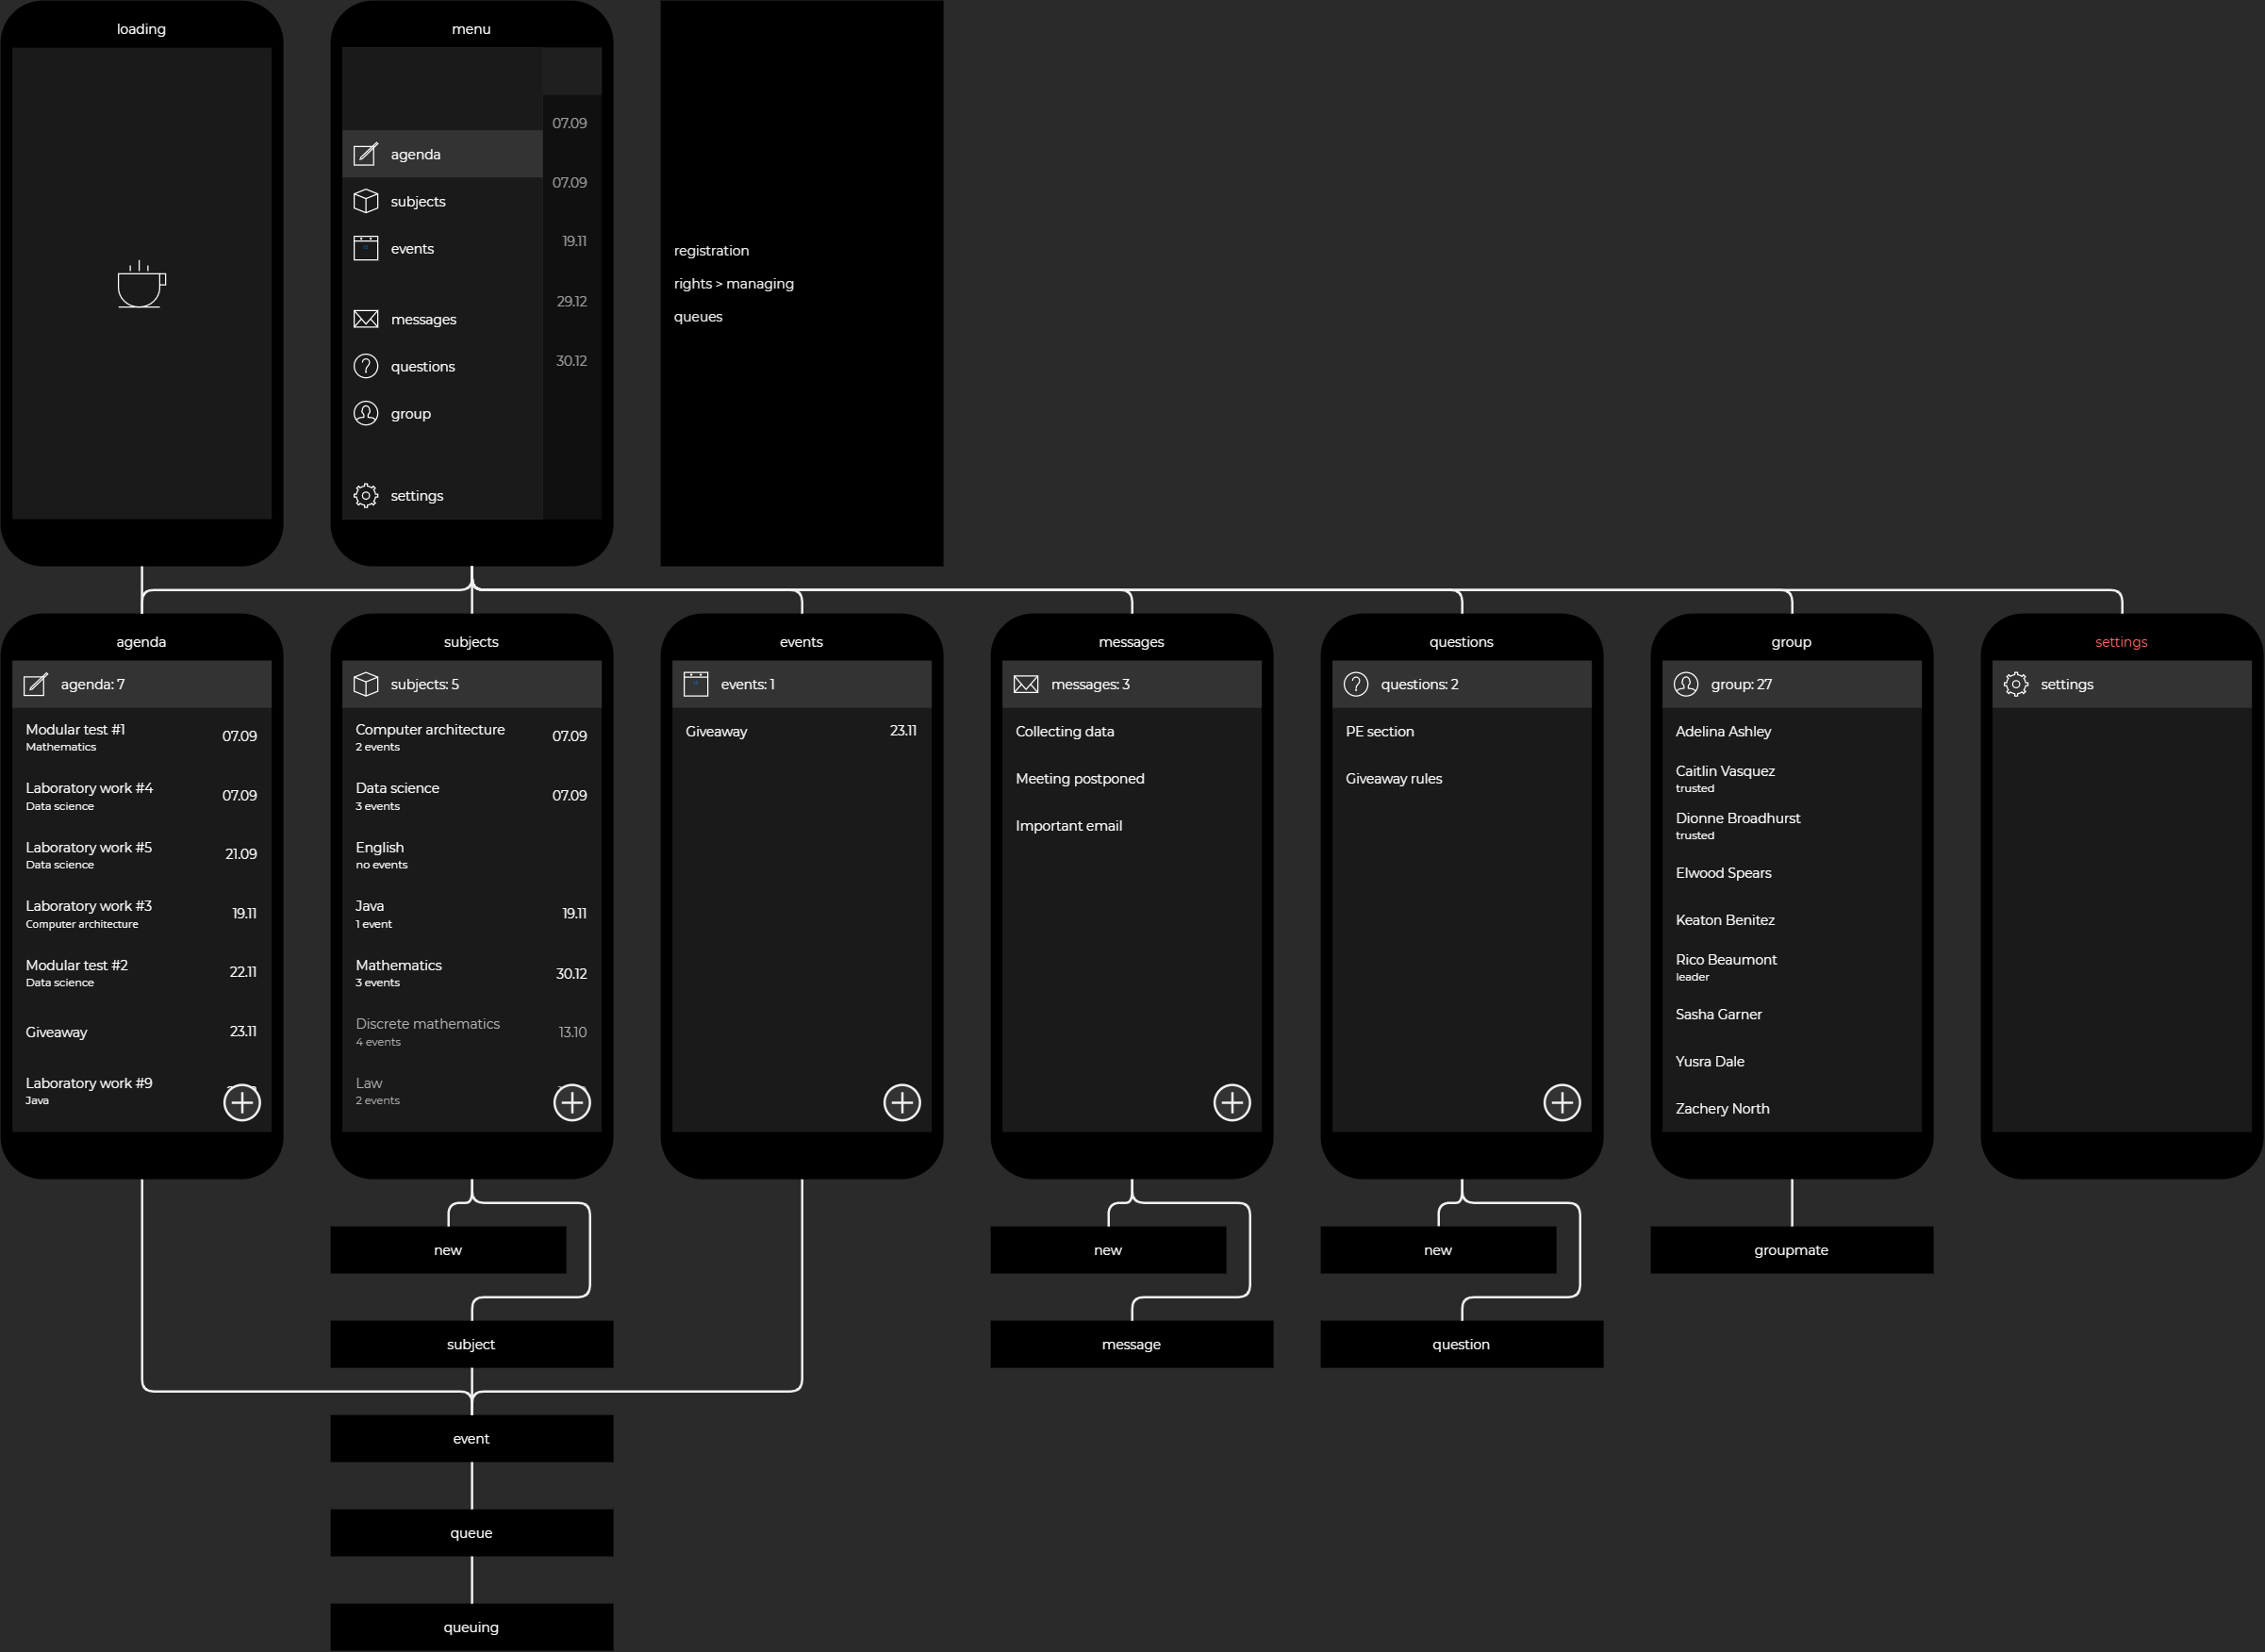 loading
menu
07.09
agenda
07.09
subjects
19.11
events
29.12
messages
30.12
questions
group
settings
registration
rights > managing
queues
agenda
agenda: 7
Modular test #1
Mathematics
07.09
Laboratory work #4
Data science
07.09
Laboratory work #5
Data science
21.09
Laboratory work #3
Computer architecture
19.11
Modular test #2
Data science
22.11
Giveaway
23.11
Laboratory work #9
Java
subjects
subjects: 5
Computer architecture
2 events
07.09
Data science
3 events
07.09
English
no events
Java
1 event
19.11
Mathematics
3 events
30.12
Discrete mathematics
4 events
13.10
Law
2 events
events
events: 1
Giveaway
23.11
messages
messages: 3
Collecting data
Meeting postponed
Important email
questions
questions: 2
PE section
Giveaway rules
group
group: 27
Adelina Ashley
Caitlin Vasquez
trusted
Dionne Broadhurst
trusted
Elwood Spears
Keaton Benitez
Rico Beaumont
leader
Sasha Garner
Yusra Dale
Zachery North
settings
settings
new
new
new
groupmate
subject
message
question
event
queue
queuing